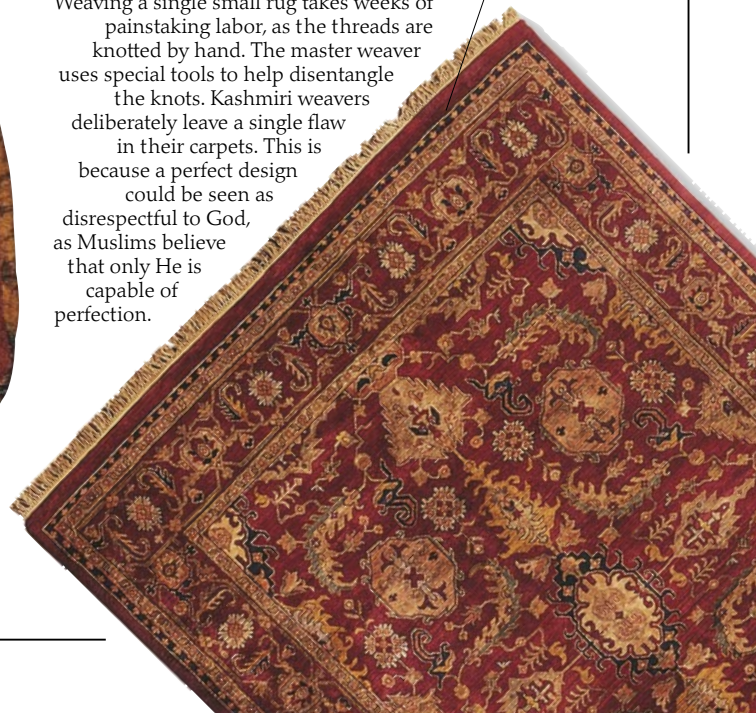 Weaving a single small rug takes weeks of
painstaking labor, as the threads are
knotted by hand. The master weaver
uses special tools to help disentangle
the knots. Kashmiri weavers
deliberately leave a single flaw
in their carpets. This is
because a perfect design
could be seen as
disrespectful to God,
as Muslims believe
that only He is
capable of
perfection.